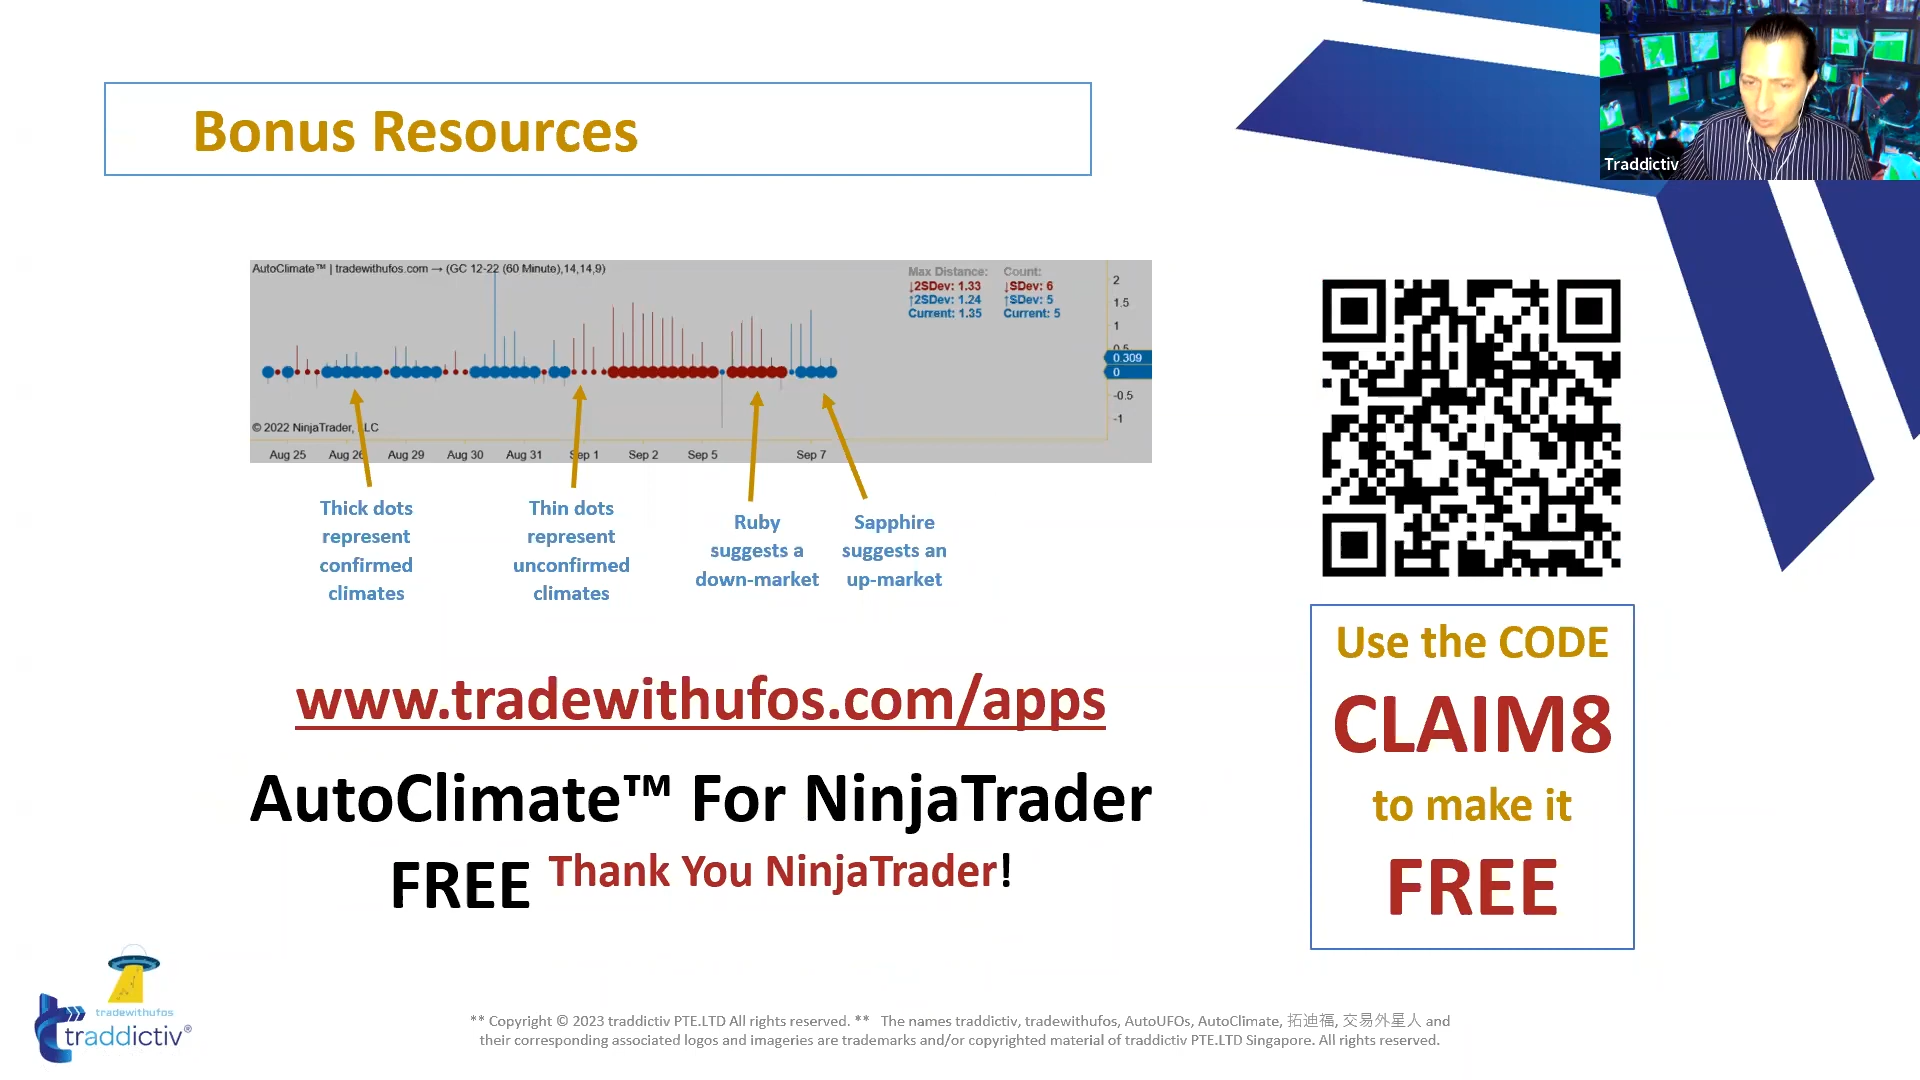 Traddictiv
Bonus Resources
AutoClimate™ | tradewithufos.com → (GC 12-22 (60 Minute),14,14,9)
Max Distance: Count:
↓2SDev: 1.33 ↓SDev: 6
↑2SDev: 1.24 ↑SDev: 5
Current: 1.35 Current: 5
2
1.5
1
0.5
0.309
0
-0.5
-1
© 2022 NinjaTrader, LLC
Aug 25 Aug 26 Aug 29 Aug 30 Aug 31 Sep 1 Sep 2 Sep 5 Sep 7
Thick dots
represent
confirmed
climates
Thin dots
represent
unconfirmed
climates
Ruby
suggests a
down-market
Sapphire
suggests an
up-market
www.tradewithufos.com/apps
AutoClimate™ For NinjaTrader
FREE Thank You NinjaTrader!
Use the CODE
CLAIM8
to make it
FREE
tradewithufos
traddictiv®
** Copyright © 2023 traddictiv PTE.LTD All rights reserved. ** The names traddictiv, tradewithufos, AutoUFOs, AutoClimate, 拓迪福, 交易外星人 and
their corresponding associated logos and imageries are trademarks and/or copyrighted material of traddictiv PTE.LTD Singapore. All rights reserved.